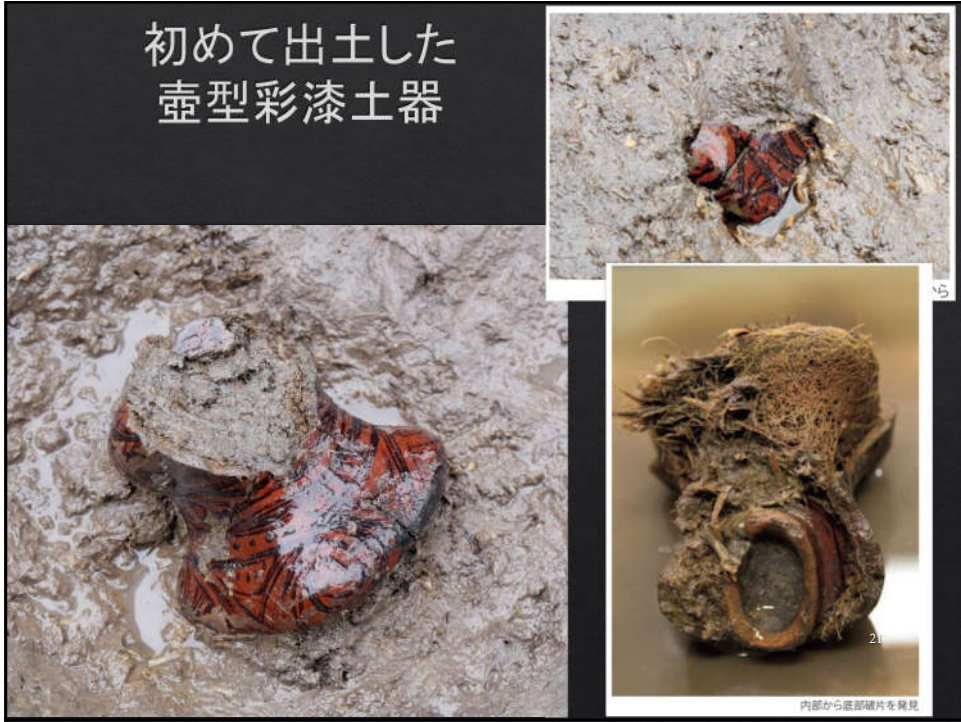 初めて出土した
壺型彩漆土器
から
内部から底部破片を発見
21